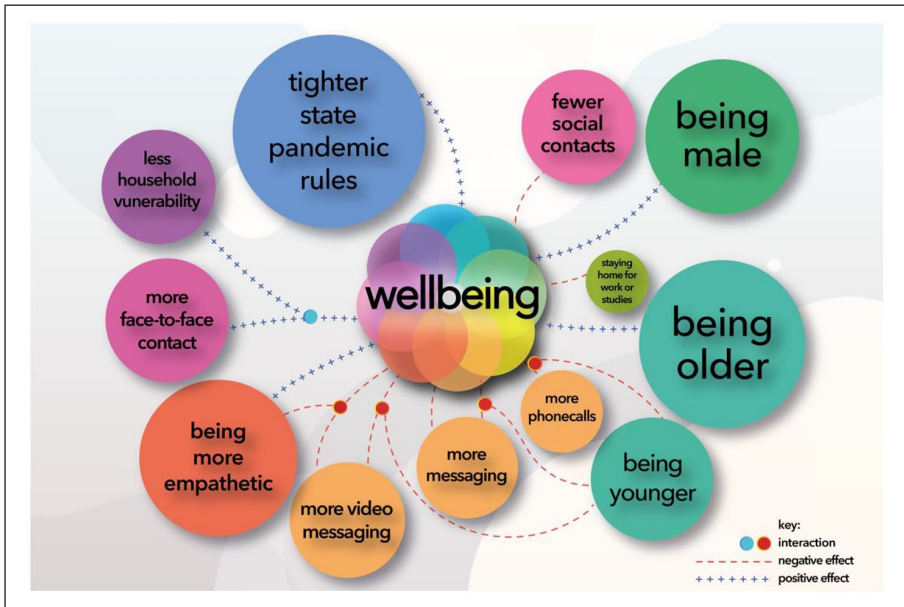 tighter
state
pandemic
rules
fewer
social
contacts
being
male
less
household
vunerability
wellbeing
staying
home for
work or
studies
more
face-to-face
contact
being
older
more
phonecalls
being
more
empathetic
more
messaging
being
younger
more video
messaging
key:
interaction
negative effect
positive effect